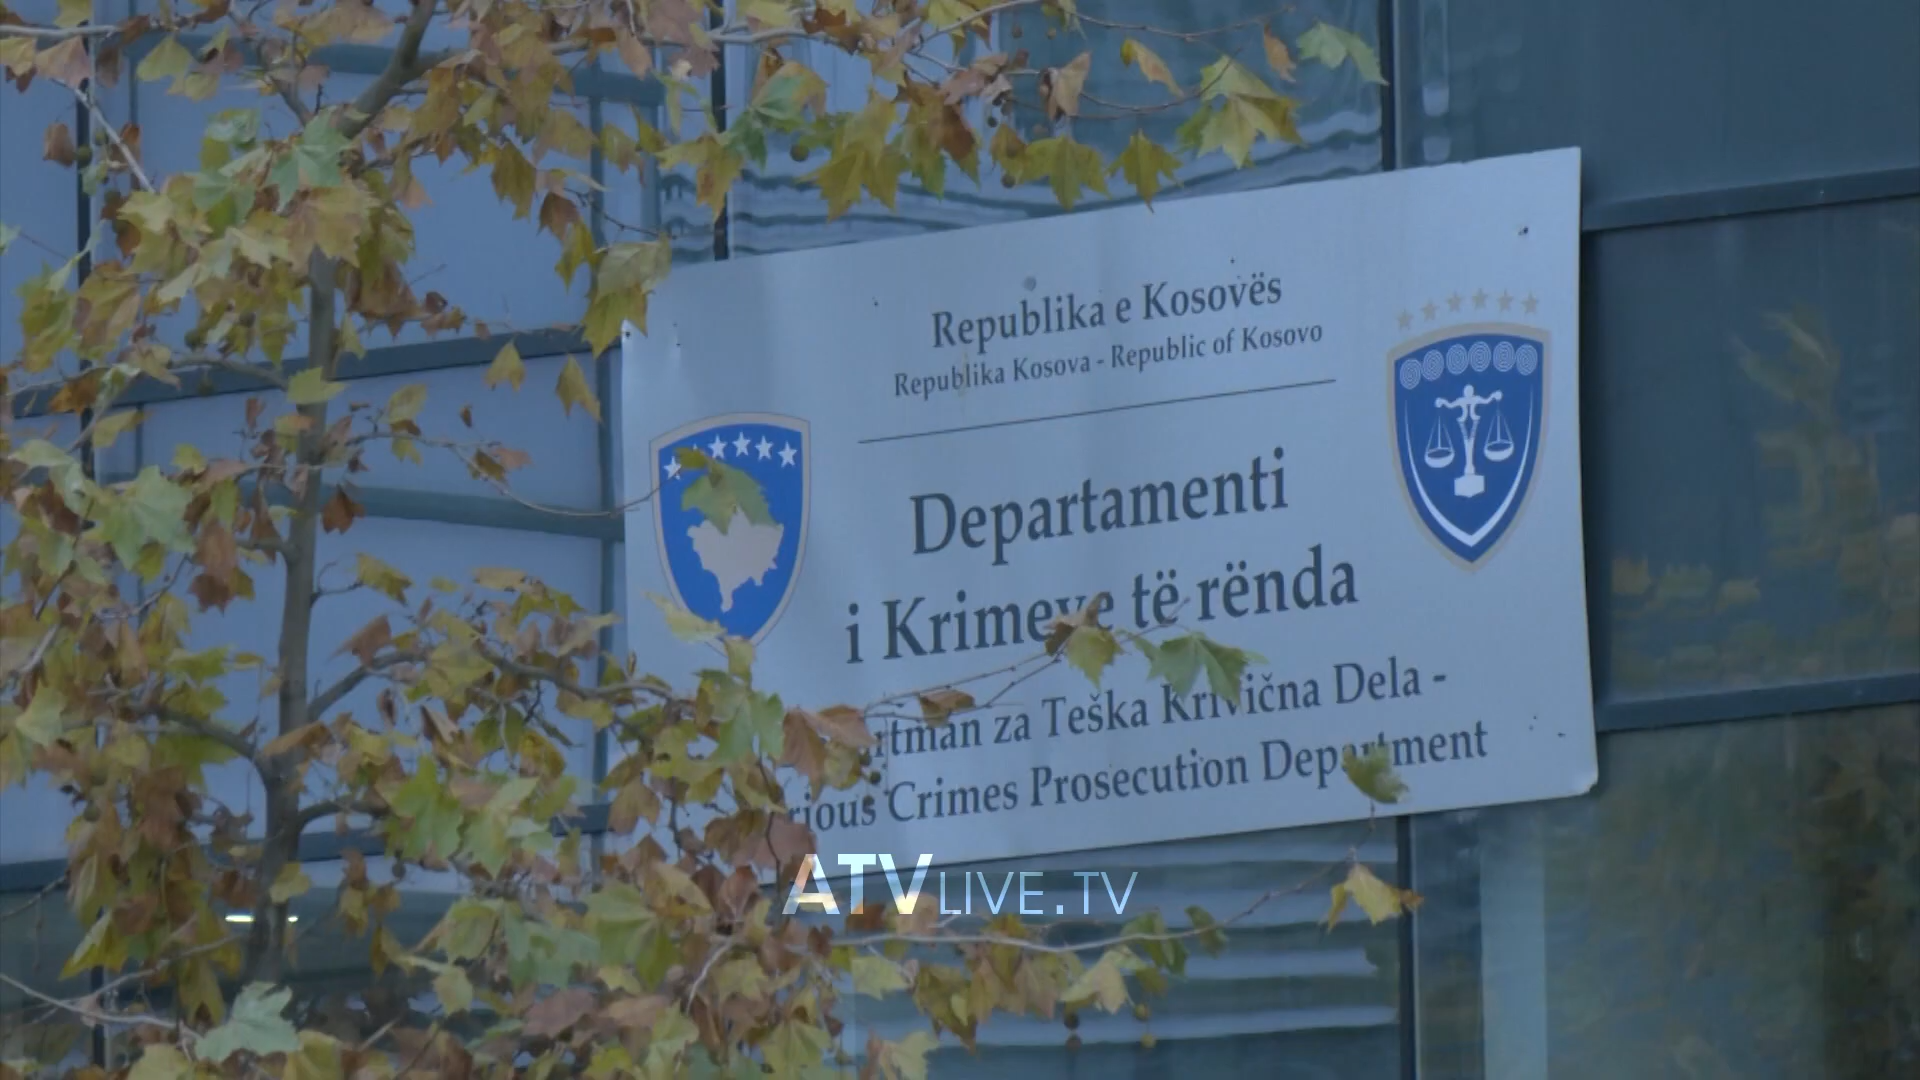 Republika e Kosovës
Republika Kosova - Republic of Kosovo
Departamenti
i Krimeve të rënda
za Teška Krivična Dela -
Crimes Prosecution Department
ATVLIVE.TV